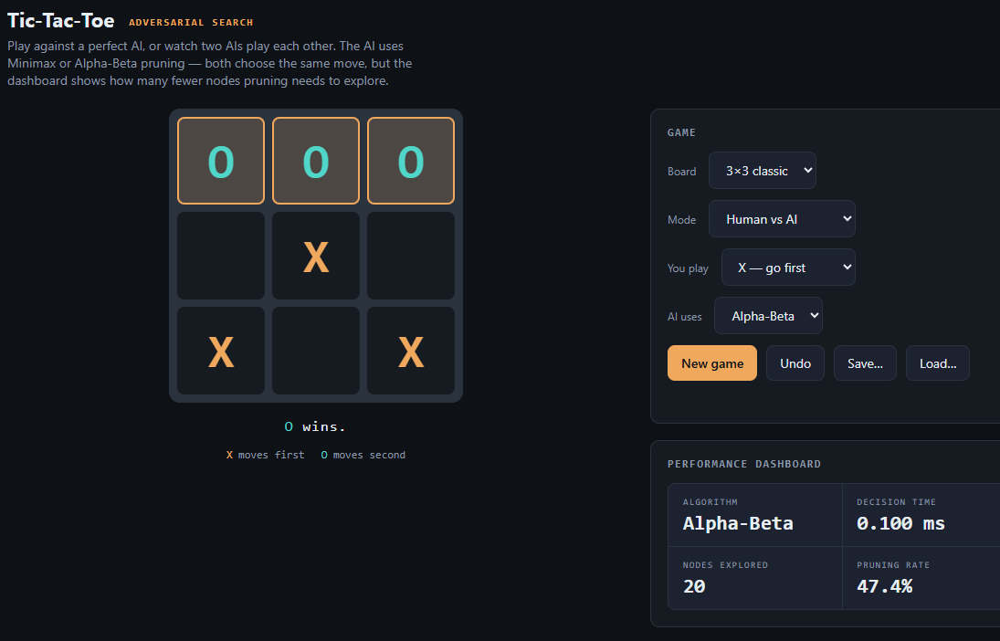 Tic-Tac-Toe ADVERSARIAL SEARCH
Play against a perfect AI, or watch two AIs play each other. The AI uses
Minimax or Alpha-Beta pruning — both choose the same move, but the
dashboard shows how many fewer nodes pruning needs to explore.
O O O
X
X X
O wins.
X moves first O moves second
GAME
Board 3×3 classic
Mode Human vs AI
You play X — go first
AI uses Alpha-Beta
New game Undo Save... Load...
PERFORMANCE DASHBOARD
ALGORITHM DECISION TIME
Alpha-Beta 0.100 ms
NODES EXPLORED PRUNING RATE
20 47.4%